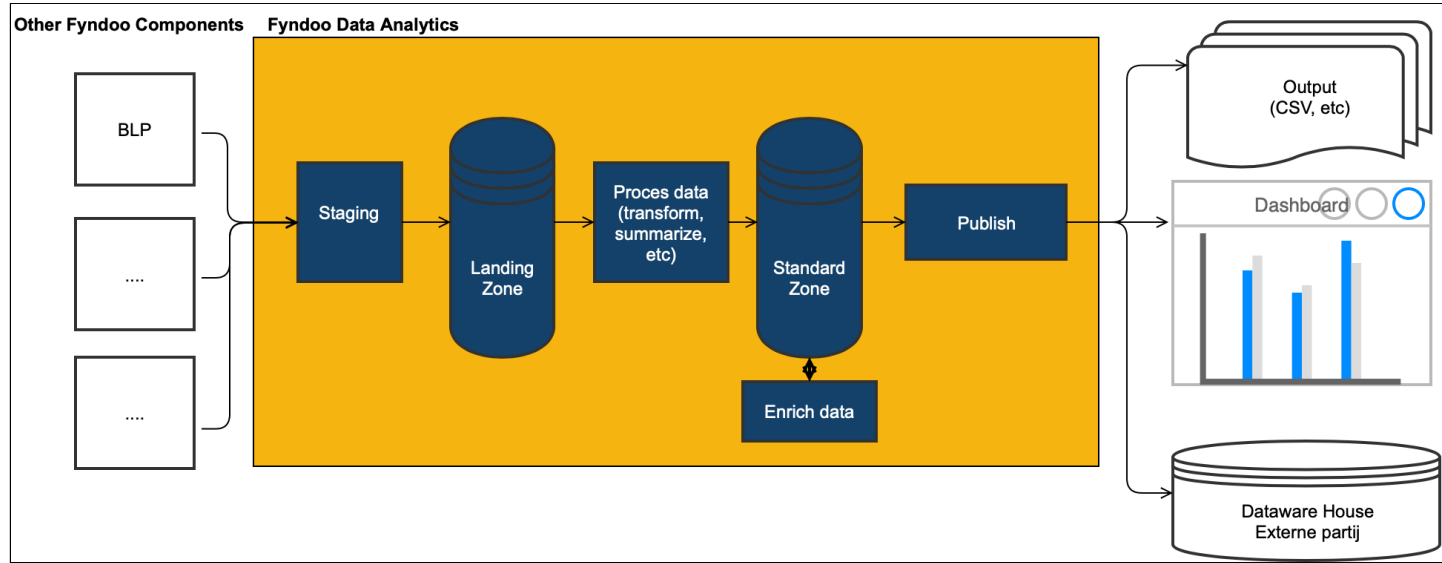 Other Fyndoo Components
Fyndoo Data Analytics
BLP
....
....
Staging
Landing
Zone
Proces data
(transform,
summarize,
etc)
Standard
Zone
Enrich data
Publish
Output
(CSV, etc)
Dashboard
Dataware House
Externe partij